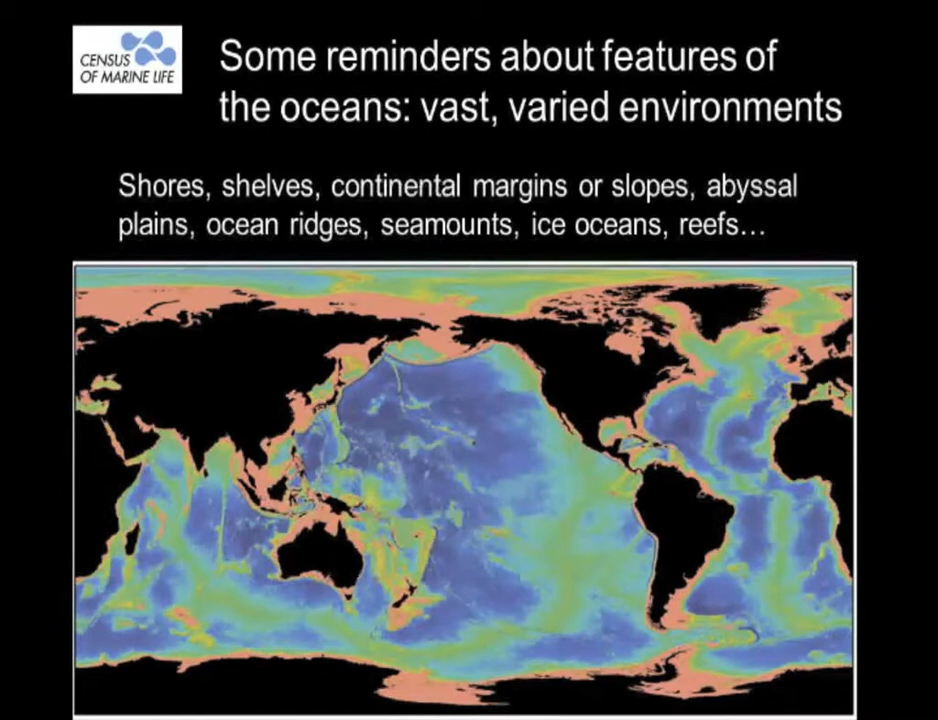 CENSUS
OF MARINE LIFE
Some reminders about features of
the oceans: vast, varied environments
Shores, shelves, continental margins or slopes, abyssal
plains, ocean ridges, seamounts, ice oceans, reefs…